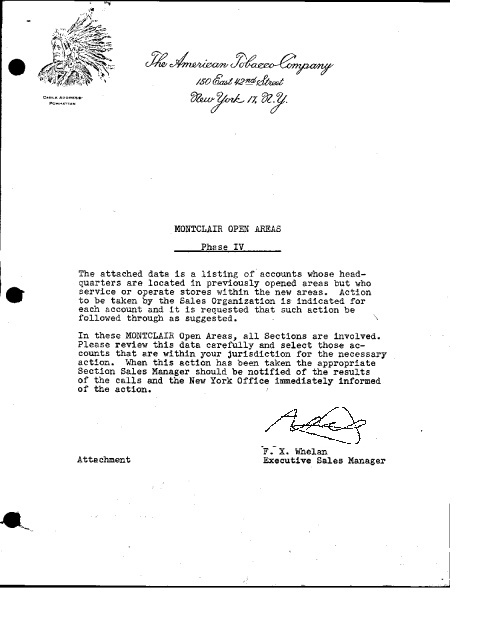 The American Tobacco Company
150 East 42nd Street
New York 17, N.Y.
CABLE ADDRESS
POWHATTAN
MONTCLAIR OPEN AREAS
Phase IV
The attached data is a listing of accounts whose head-
quarters are located in previously opened areas but who
service or operate stores within the new areas. Action
to be taken by the Sales Organization is indicated for
each account and it is requested that such action be
followed through as suggested.
In these MONTCLAIR Open Areas, all Sections are involved.
Please review this data carefully and select those ac-
counts that are within your jurisdiction for the necessary
action. When this action has been taken the appropriate
Section Sales Manager should be notified of the results
of the calls and the New York Office immediately informed
of the action.
F. X. Whelan
Attachment Executive Sales Manager